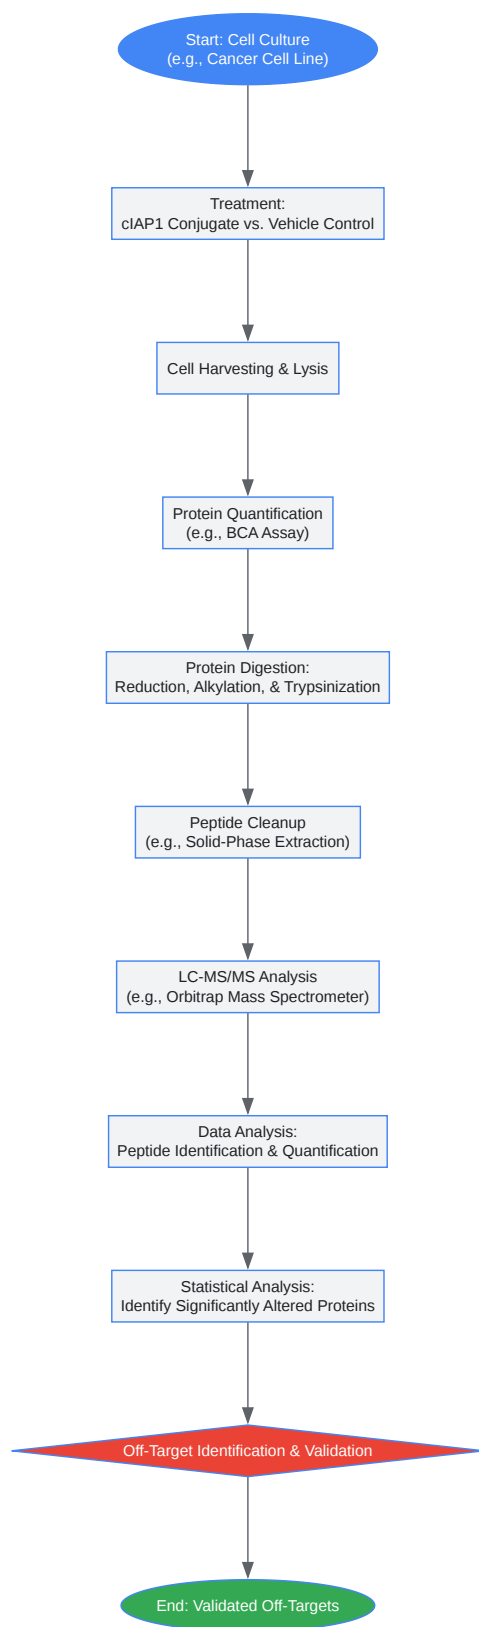 Start: Cell Culture
(e.g., Cancer Cell Line)
Treatment:
cIAP1 Conjugate vs. Vehicle Control
Cell Harvesting & Lysis
Protein Quantification
(e.g., BCA Assay)
Protein Digestion:
Reduction, Alkylation, & Trypsinization
Peptide Cleanup
(e.g., Solid-Phase Extraction)
LC-MS/MS Analysis
(e.g., Orbitrap Mass Spectrometer)
Data Analysis:
Peptide Identification & Quantification
Statistical Analysis:
Identify Significantly Altered Proteins
Off-Target Identification & Validation
End: Validated Off-Targets